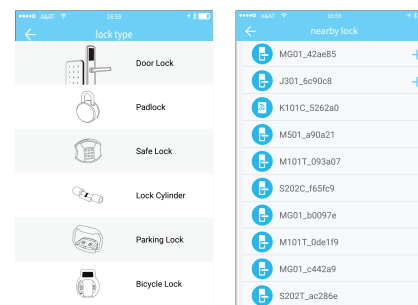 A&AT 16:59
lock type
Door Lock
Padlock
Safe Lock
Lock Cylinder
Parking Lock
Bicycle Lock
A&AT 16:59
nearby lock
MG01_42ae85
J301_6c90c8
K101C_5262a0
M501_a90a21
M101T_093a07
S202C_f65fc9
MG01_b0097e
M101T_0de1f9
MG01_c442a9
S202T_ac286e